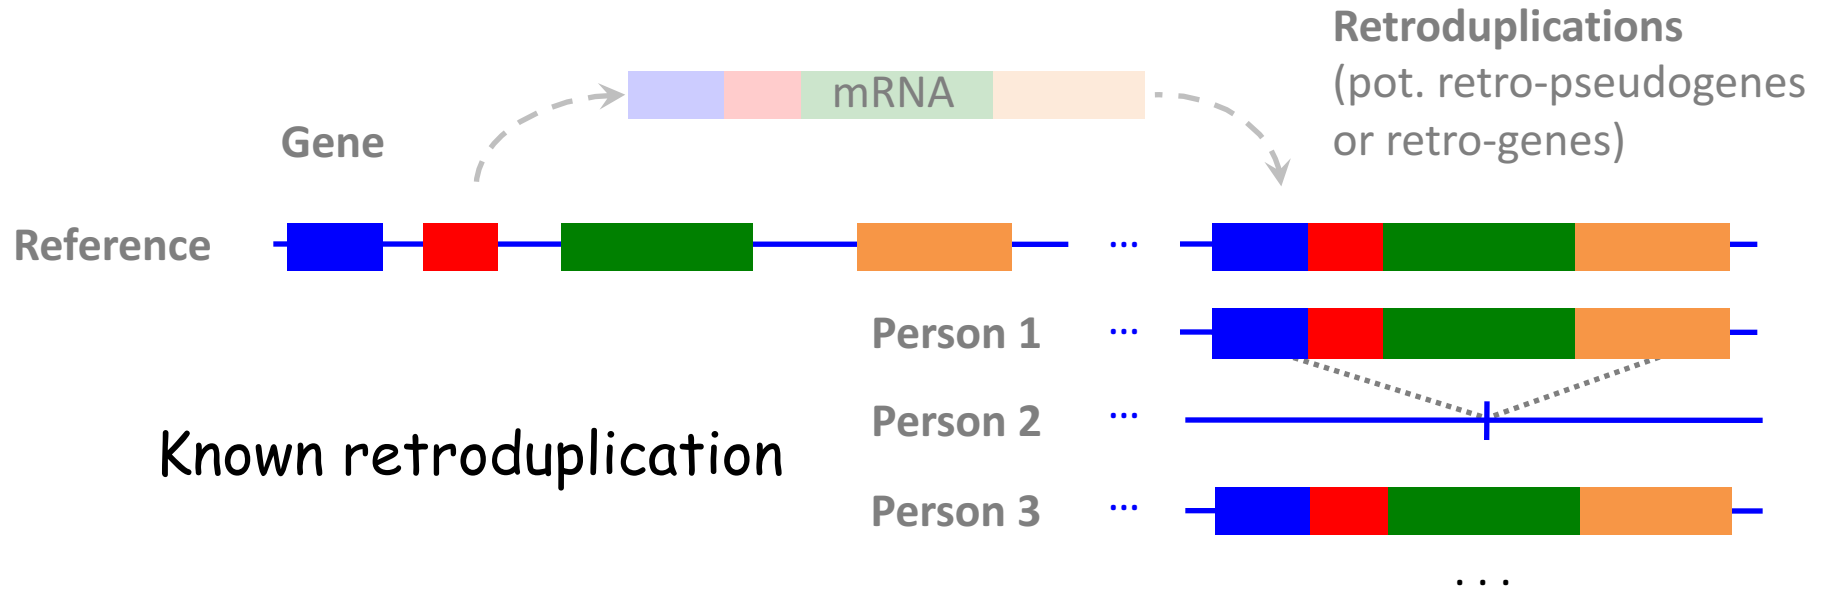 Retroduplications
(pot. retro-pseudogenes
or retro-genes)
mRNA
Gene
Reference
...
Person 1
...
Person 2
...
Known retroduplication
Person 3
...
. . .